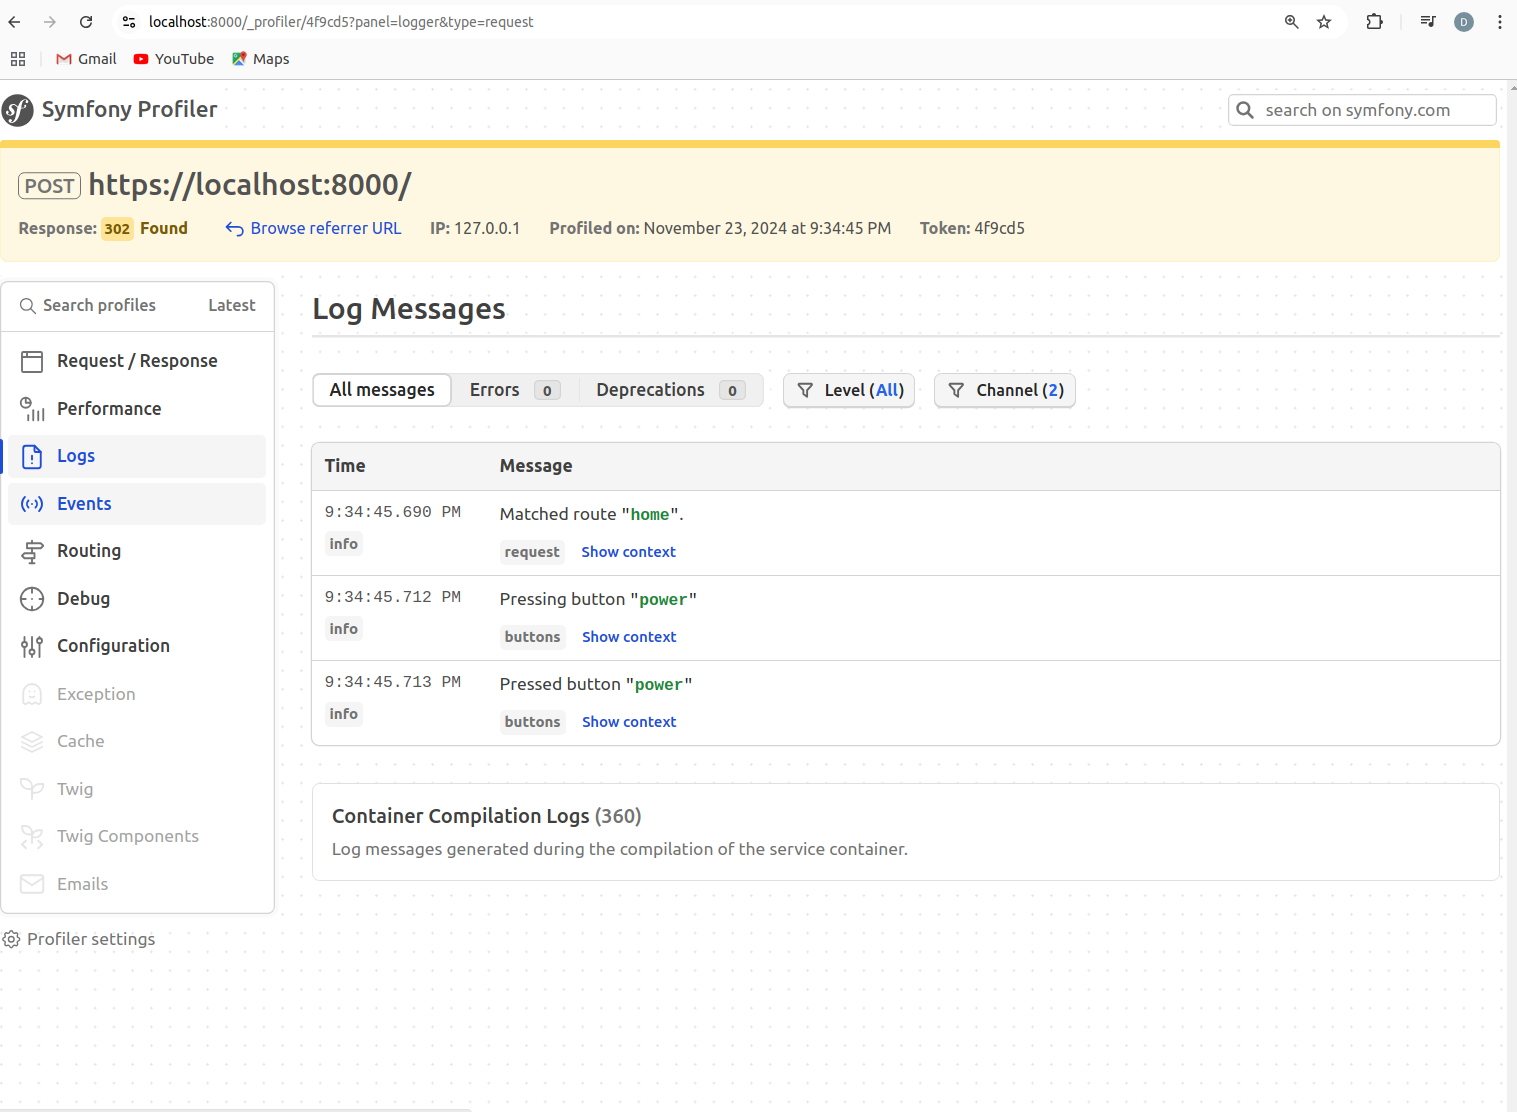 localhost:8000/_profiler/4f9cd5?panel=logger&type=request
D
Gmail YouTube Maps
sf Symfony Profiler
search on symfony.com
POST https://localhost:8000/
Response: 302 Found Browse referrer URL IP: 127.0.0.1 Profiled on: November 23, 2024 at 9:34:45 PM Token: 4f9cd5
Search profiles Latest
Request / Response
Performance
Logs
Events
Routing
Debug
Configuration
Exception
Cache
Twig
Twig Components
Emails
Profiler settings
Log Messages
All messages Errors 0 Deprecations 0 Level (All) Channel (2)
Time Message
9:34:45.690 PM Matched route "home".
info request Show context
9:34:45.712 PM Pressing button "power"
info buttons Show context
9:34:45.713 PM Pressed button "power"
info buttons Show context
Container Compilation Logs (360)
Log messages generated during the compilation of the service container.